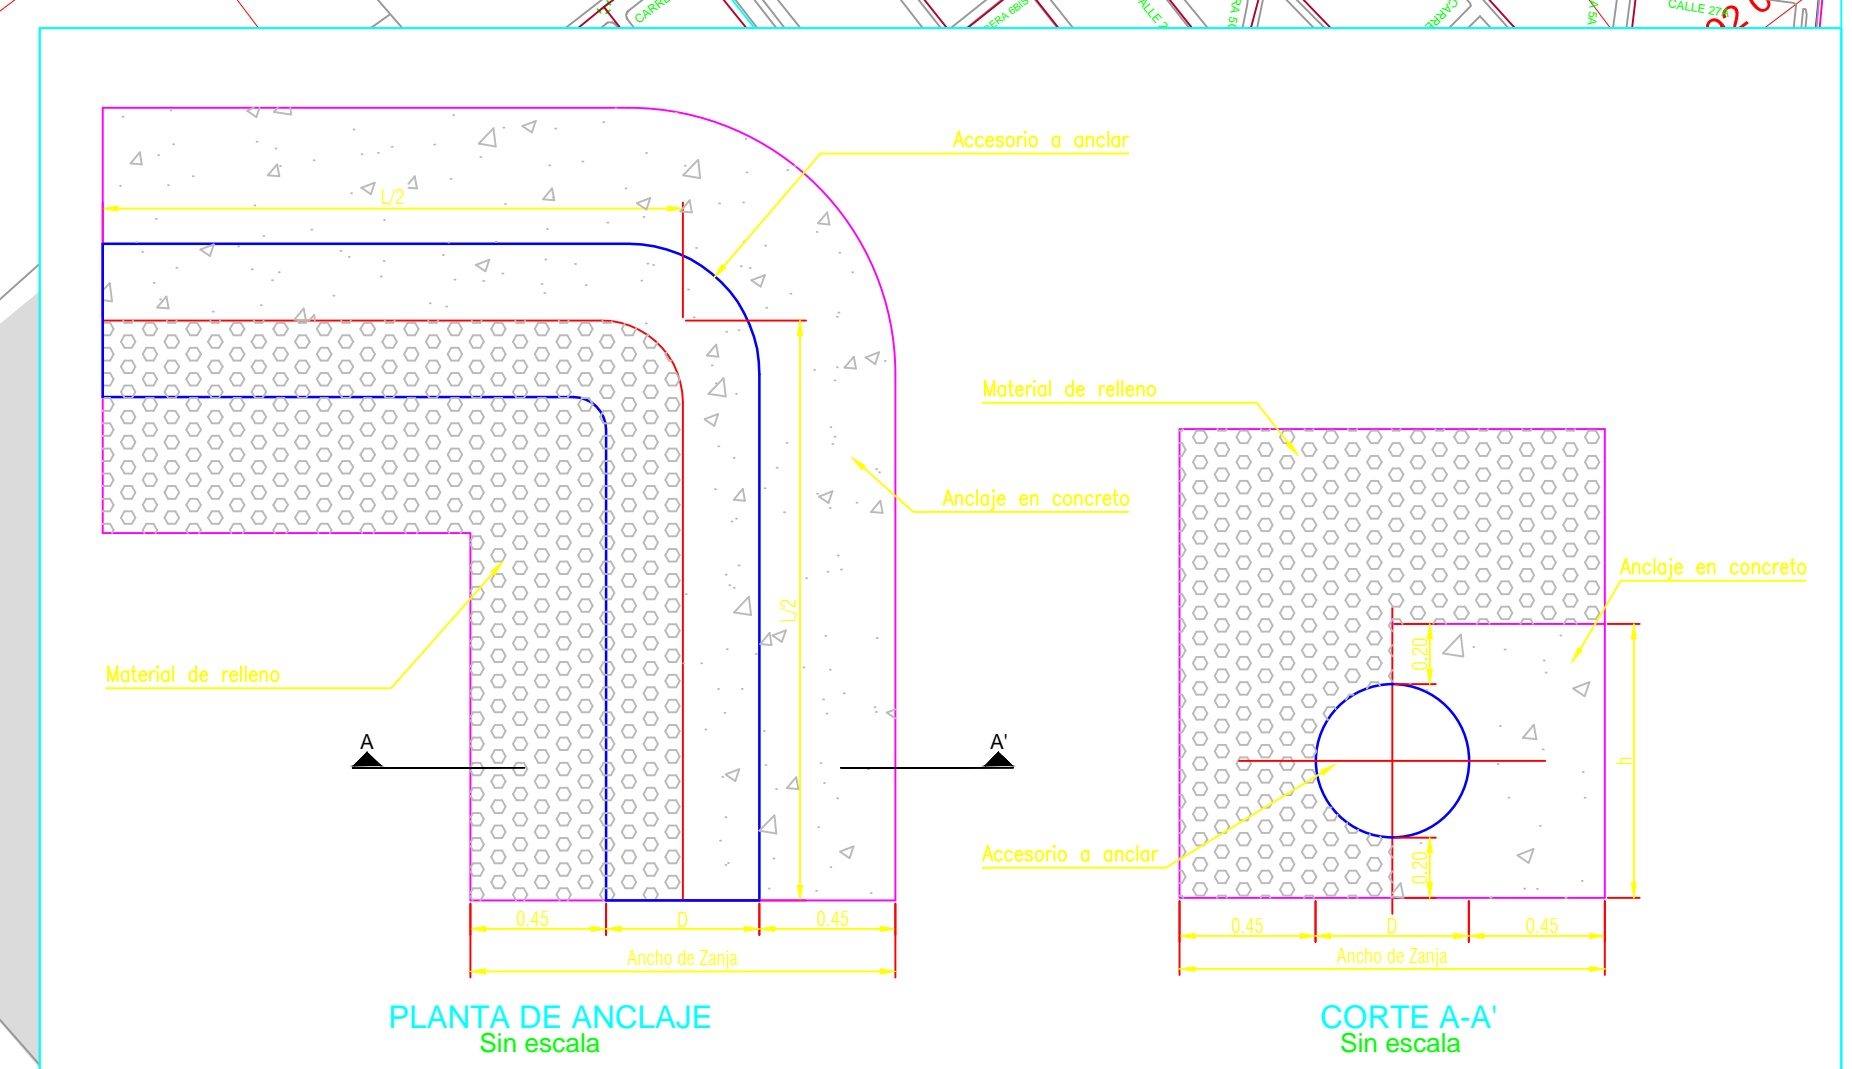 CALLE 27A
Accesorio a anclar
L/2
Material de relleno
Anclaje en concreto
Anclaje en concreto
L/2
0.20
Material de relleno
A
A'
h
Accesorio a anclar
0.20
0.45
D
0.45
Ancho de Zanja
0.45
D
0.45
Ancho de Zanja
PLANTA DE ANCLAJE
Sin escala
CORTE A-A'
Sin escala